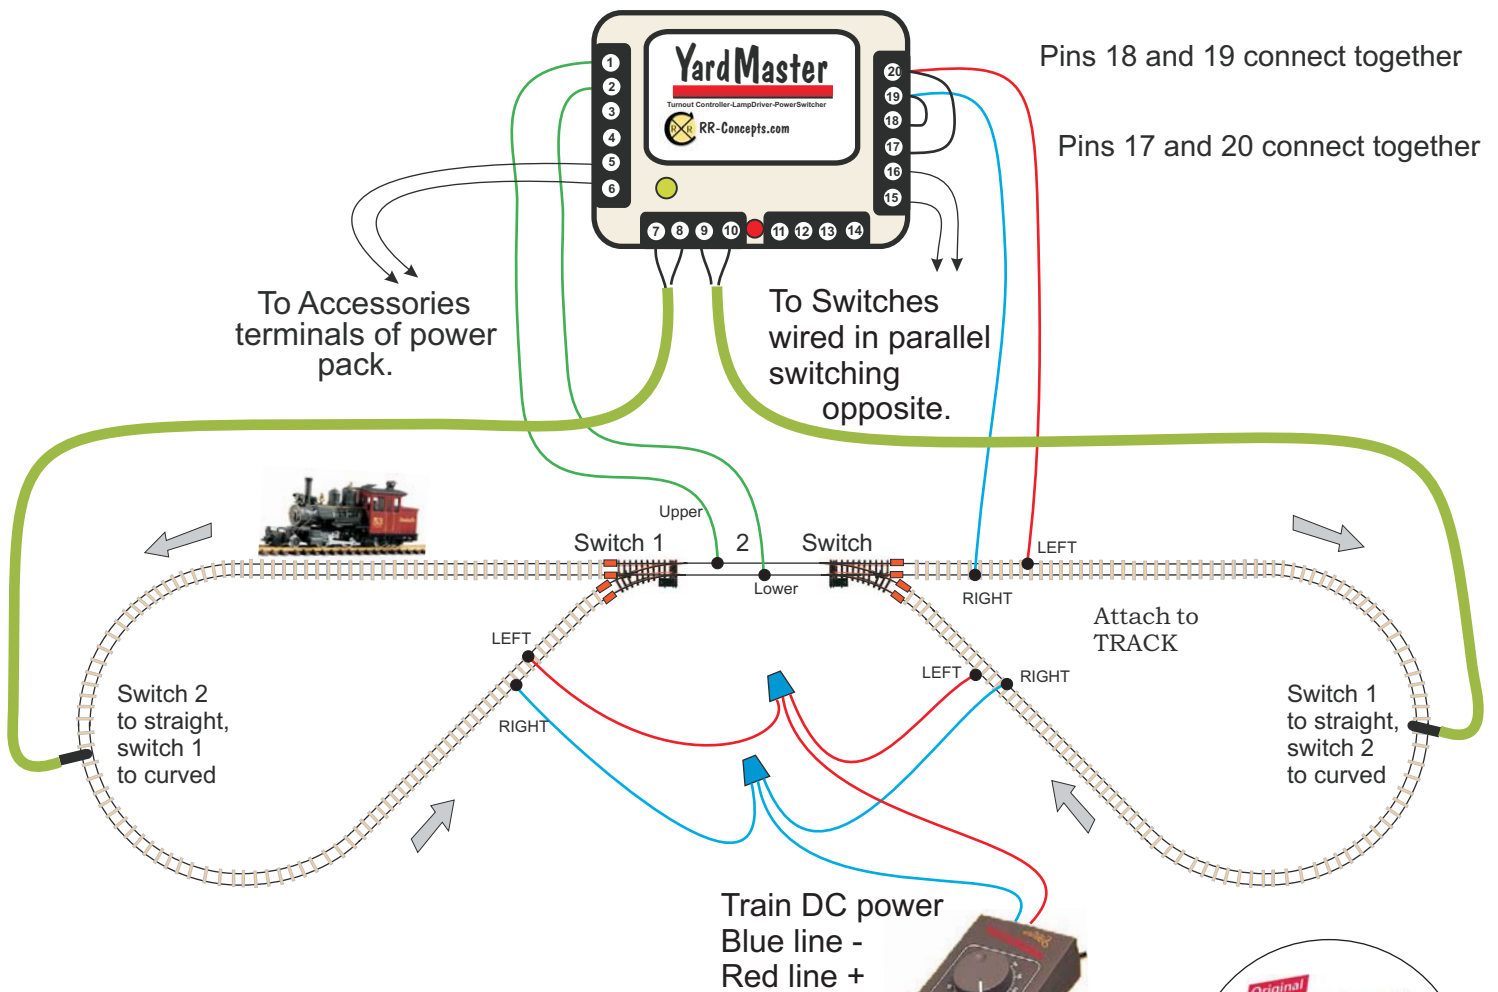 YardMaster
Turnout Controller-LampDriver-PowerSwitcher
R R
RR-Concepts.com
1
2
3
4
5
6
7 8 9 10 11 12 13 14
20
19
18
17
16
15
Pins 18 and 19 connect together
Pins 17 and 20 connect together
To Accessories
terminals of power
pack.
To Switches
wired in parallel
switching
opposite.
Upper
Switch 1 2 Switch
Lower
LEFT
RIGHT
Attach to
TRACK
LEFT
RIGHT
LEFT
RIGHT
Switch 2
to straight,
switch 1
to curved
Switch 1
to straight,
switch 2
to curved
53
Train DC power
Blue line -
Red line +
Original